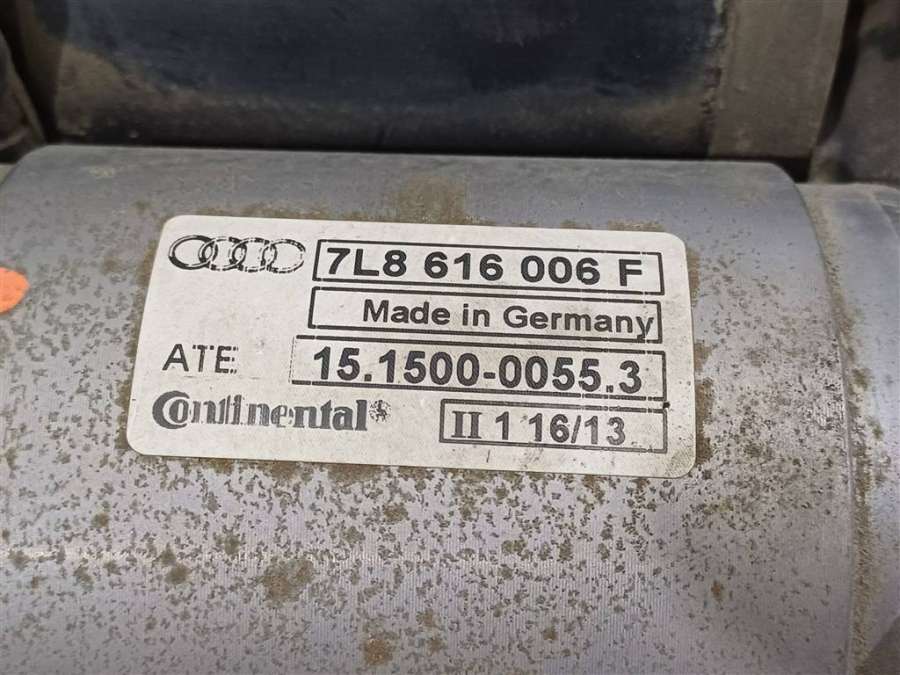 7L8 616 006 F
Made in Germany
ATE 15.1500-0055.3
Continental II 1 16/13